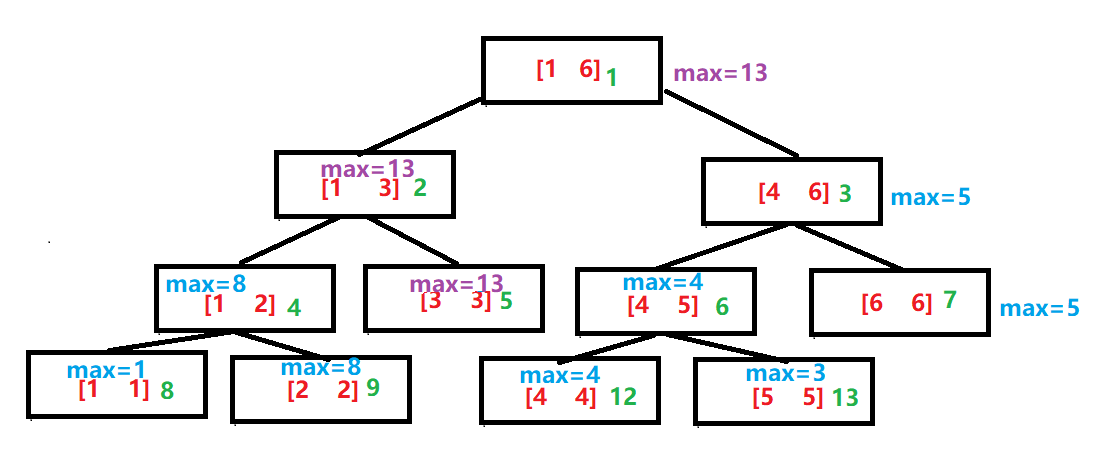 [1 6] 1 max=13
max=13
[1 3] 2
[4 6] 3 max=5
max=8
[1 2] 4
max=13
[3 3] 5
max=4
[4 5] 6
[6 6] 7 max=5
max=1
[1 1] 8
max=8
[2 2] 9
max=4
[4 4] 12
max=3
[5 5] 13